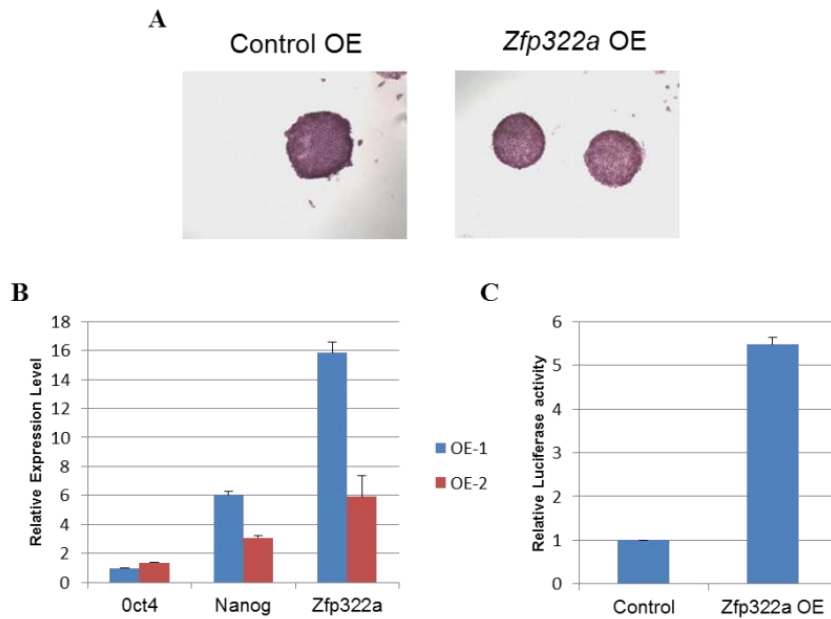 A
Control OE
Zfp322a OE
B
Relative Expression Level
18
16
14
12
10
8
6
4
2
0
0ct4
Nanog
Zfp322a
OE-1
OE-2
C
Relative Luciferase activity
6
5
4
3
2
1
0
Control
Zfp322a OE